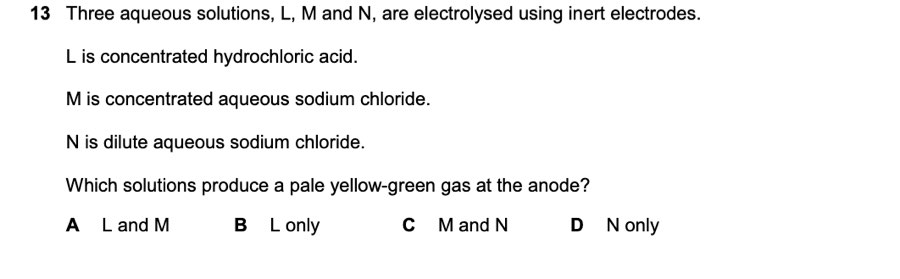 13 Three aqueous solutions, L, M and N, are electrolysed using inert electrodes.
L is concentrated hydrochloric acid.
M is concentrated aqueous sodium chloride.
N is dilute aqueous sodium chloride.
Which solutions produce a pale yellow-green gas at the anode?
A L and M B L only C M and N D N only